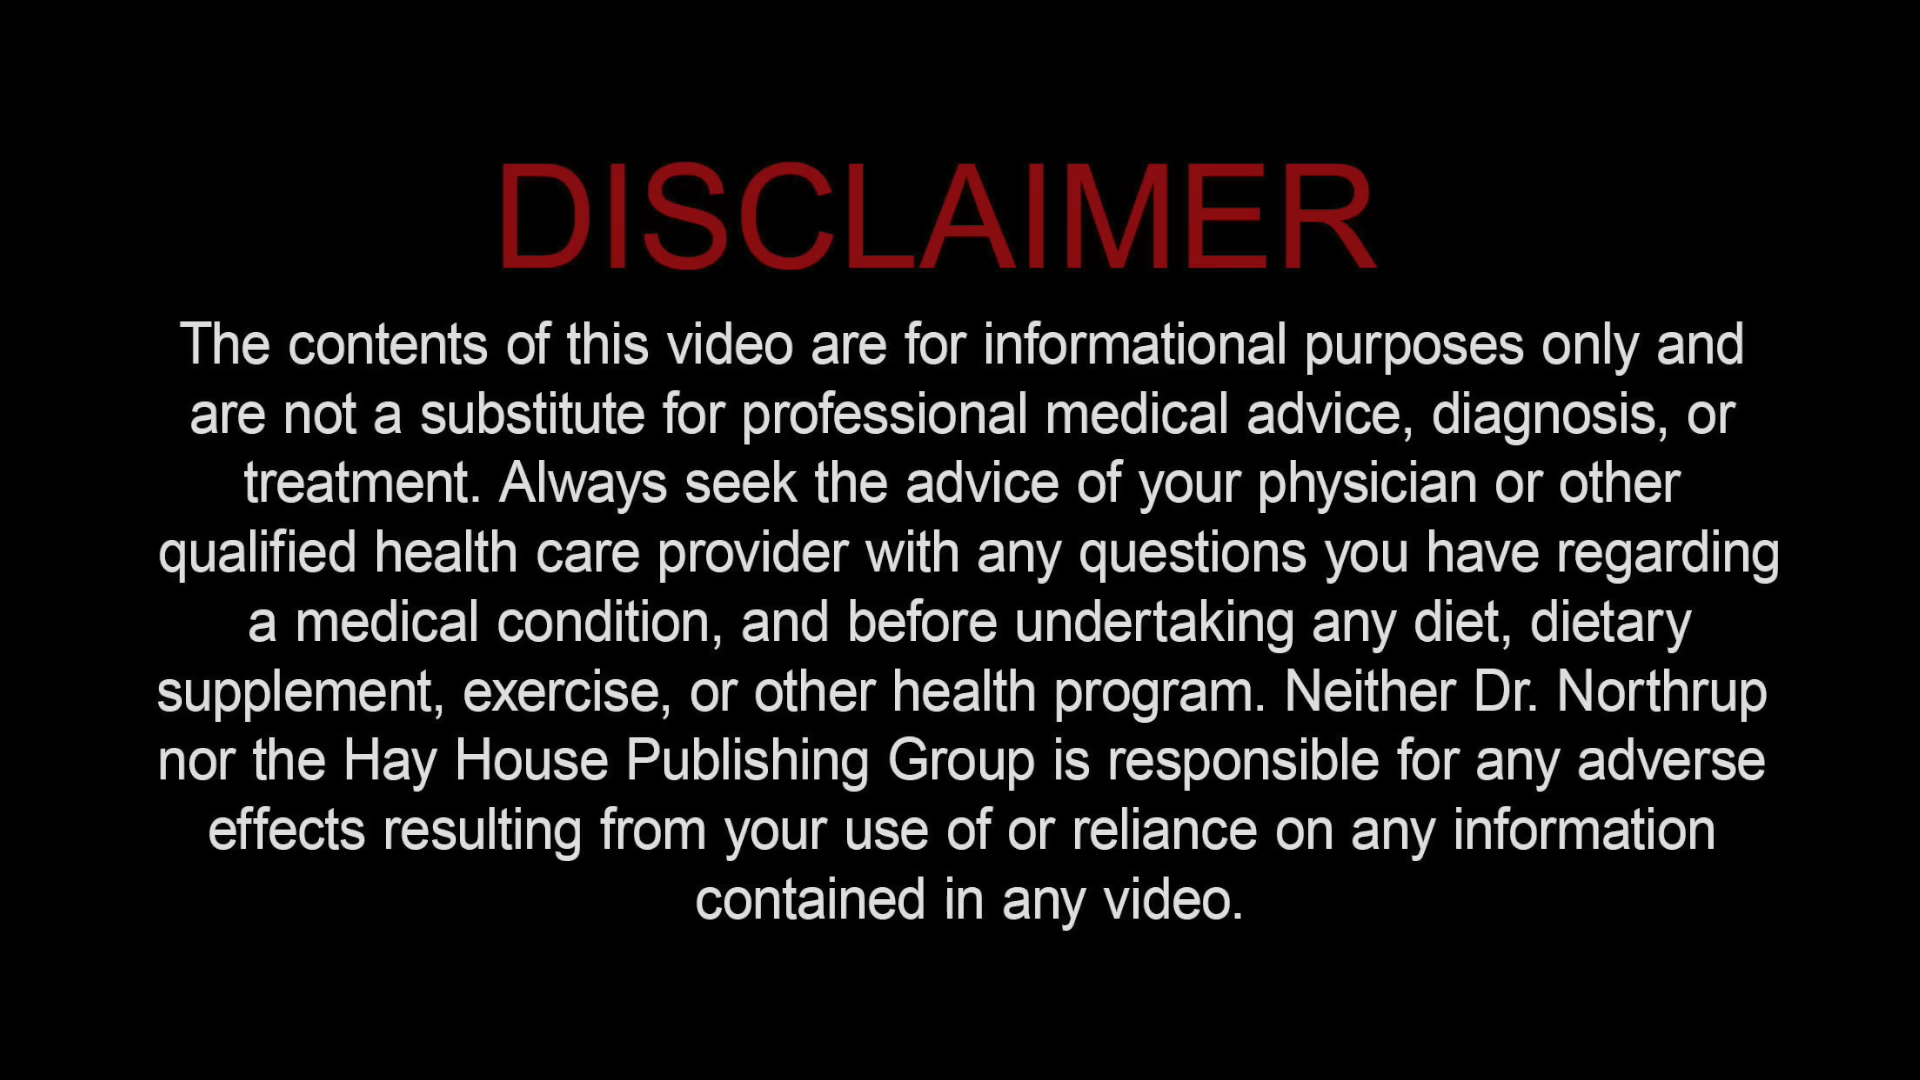 DISCLAIMER
The contents of this video are for informational purposes only and
are not a substitute for professional medical advice, diagnosis, or
treatment. Always seek the advice of your physician or other
qualified health care provider with any questions you have regarding
a medical condition, and before undertaking any diet, dietary
supplement, exercise, or other health program. Neither Dr. Northrup
nor the Hay House Publishing Group is responsible for any adverse
effects resulting from your use of or reliance on any information
contained in any video.